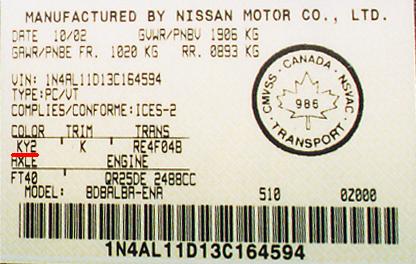 MANUFACTURED BY NISSAN MOTOR CO., LTD.
DATE 10/02 GVWR/PNBV 1906 KG
GAWR/PNBE FR. 1020 KG RR. 0893 KG
VIN: 1N4AL11D13C164594
TYPE:PC/VT
COMPLIES/CONFORME:ICES-2
CMVSS - CANADA - NSVAC
986
TRANSPORT
COLOR TRIM TRANS
KY2 K RE4F04B
AXLE ENGINE
FT40 QR25DE 2488CC
MODEL: BDBALBA-ENA 510 0Z000
1N4AL11D13C164594